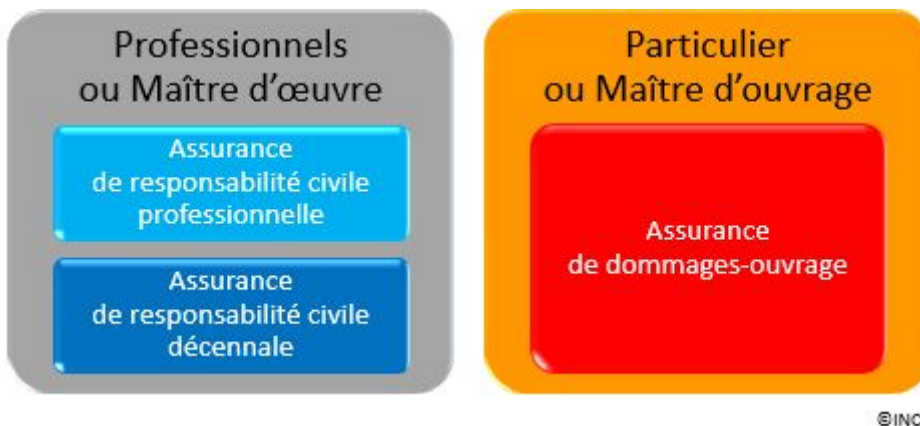 Professionnels
ou Maître d'œuvre
Assurance
de responsabilité civile
professionnelle
Assurance
de responsabilité civile
décennale
Particulier
ou Maître d'ouvrage
Assurance
de dommages-ouvrage
©INC